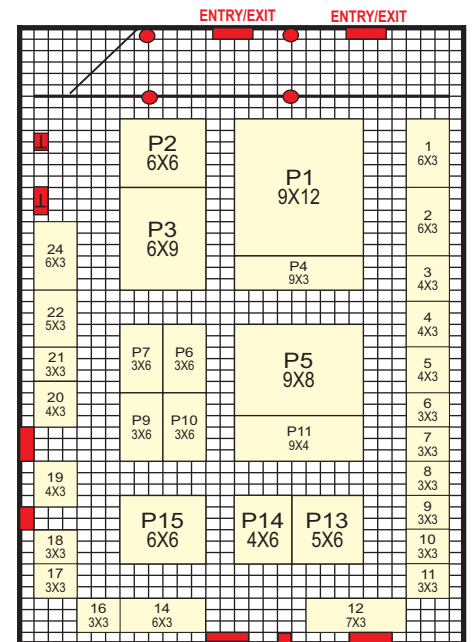 ENTRY/EXIT ENTRY/EXIT
P2
6X6
P1
9X12
1
6X3
P3
6X9
2
6X3
24
6X3
P4
9X3
3
4X3
22
5X3
4
4X3
P7
3X6
P6
3X6
P5
9X8
21
3X3
5
4X3
20
4X3
P9
3X6
P10
3X6
6
3X3
P11
9X4
7
3X3
19
4X3
8
3X3
P15
6X6
P14
4X6
P13
5X6
9
3X3
18
3X3
10
3X3
17
3X3
11
3X3
16
3X3
14
6X3
12
7X3